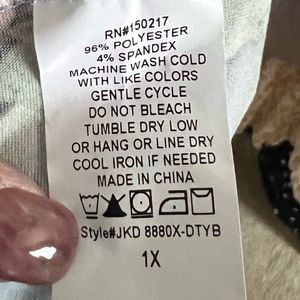 RN#150217
96% POLYESTER
4% SPANDEX
MACHINE WASH COLD
WITH LIKE COLORS
GENTLE CYCLE
DO NOT BLEACH
TUMBLE DRY LOW
OR HANG OR LINE DRY
COOL IRON IF NEEDED
MADE IN CHINA
Style#JKD 8880X-DTYB
1X